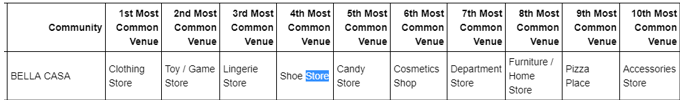 Community 1st Most Common Venue 2nd Most Common Venue 3rd Most Common Venue 4th Most Common Venue 5th Most Common Venue 6th Most Common Venue 7th Most Common Venue 8th Most Common Venue 9th Most Common Venue 10th Most Common Venue
BELLA CASA Clothing Store Toy / Game Store Lingerie Store Shoe Store Candy Store Cosmetics Shop Department Store Furniture / Home Store Pizza Place Accessories Store